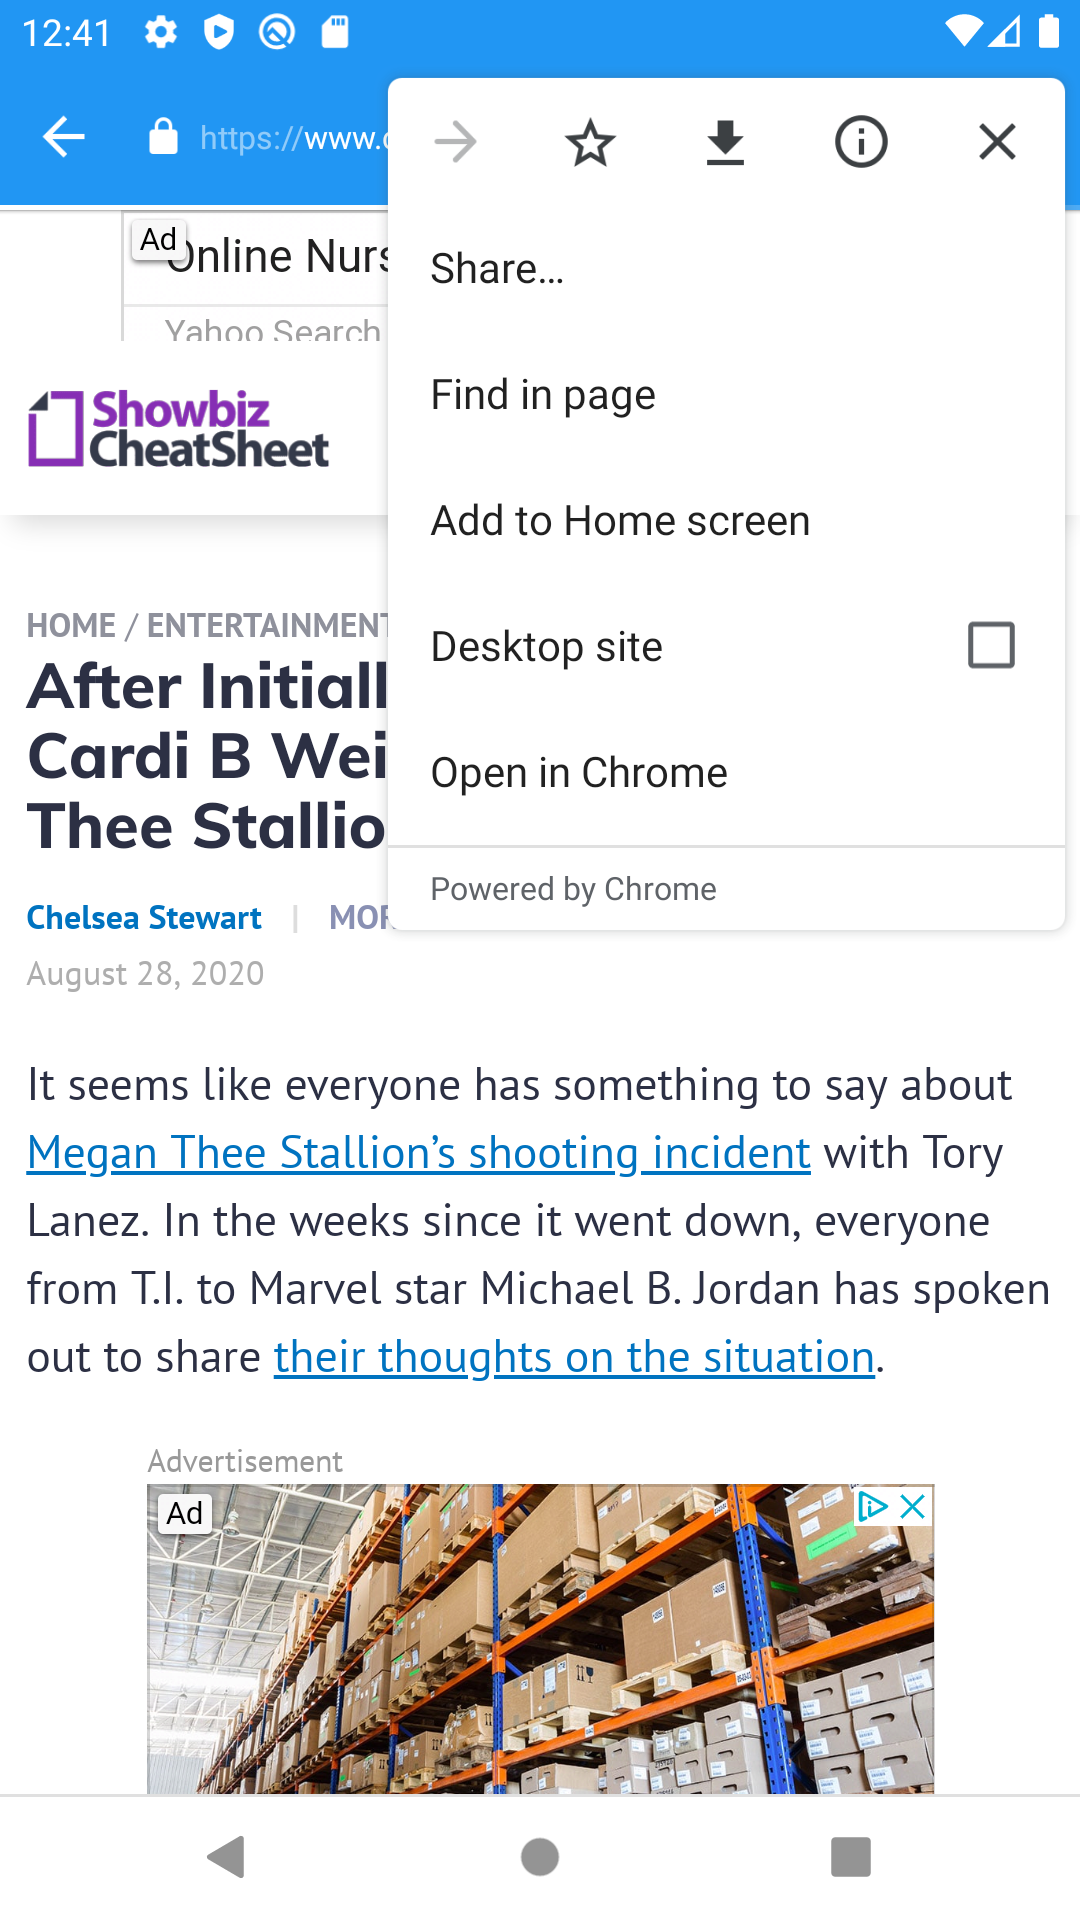 12:41
https://www.
Ad
Online Nurs
Yahoo Search
Share...
Find in page
Add to Home screen
Desktop site
Open in Chrome
Powered by Chrome
Showbiz
CheatSheet
HOME / ENTERTAINMENT
After Initiall
Cardi B Wei
Thee Stallio
Chelsea Stewart | MOR
August 28, 2020
It seems like everyone has something to say about
Megan Thee Stallion’s shooting incident with Tory
Lanez. In the weeks since it went down, everyone
from T.I. to Marvel star Michael B. Jordan has spoken
out to share their thoughts on the situation.
Advertisement
Ad